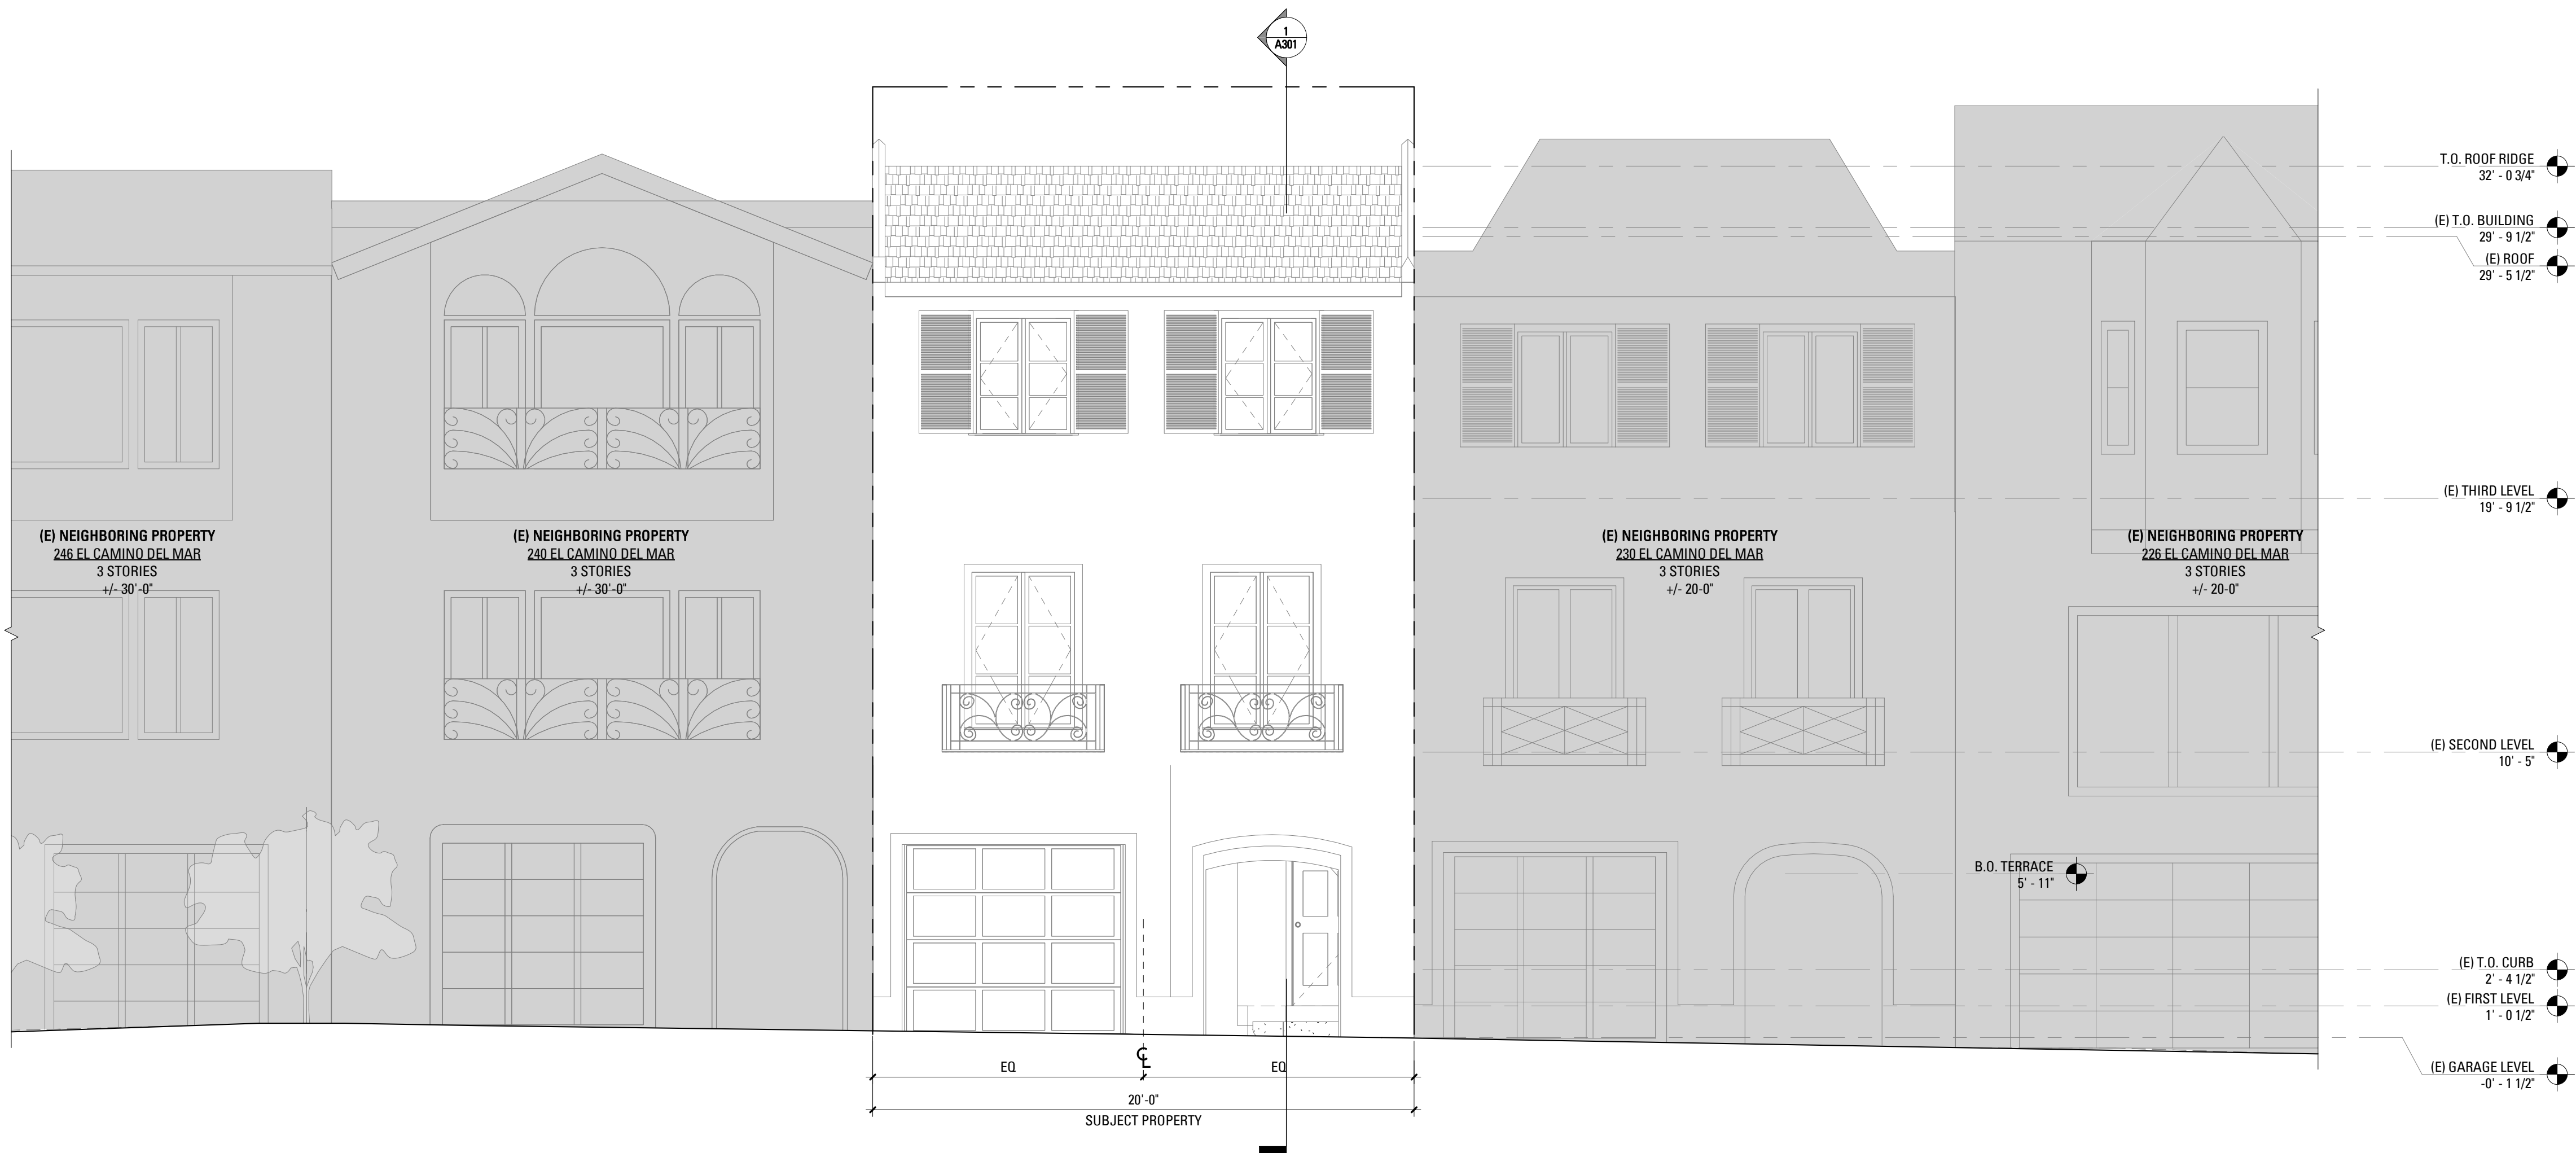 1
A301
T.O. ROOF RIDGE
32' - 0 3/4"
(E) T.O. BUILDING
29' - 9 1/2"
(E) ROOF
29' - 5 1/2"
(E) THIRD LEVEL
19' - 9 1/2"
(E) NEIGHBORING PROPERTY
246 EL CAMINO DEL MAR
3 STORIES
+/- 30'-0"
(E) NEIGHBORING PROPERTY
240 EL CAMINO DEL MAR
3 STORIES
+/- 30'-0"
(E) NEIGHBORING PROPERTY
230 EL CAMINO DEL MAR
3 STORIES
+/- 20-0"
(E) NEIGHBORING PROPERTY
226 EL CAMINO DEL MAR
3 STORIES
+/- 20-0"
(E) SECOND LEVEL
10' - 5"
B.O. TERRACE
5' - 11"
(E) T.O. CURB
2' - 4 1/2"
(E) FIRST LEVEL
1' - 0 1/2"
(E) GARAGE LEVEL
-0' - 1 1/2"
EQ
CL
EQ
20'-0"
SUBJECT PROPERTY